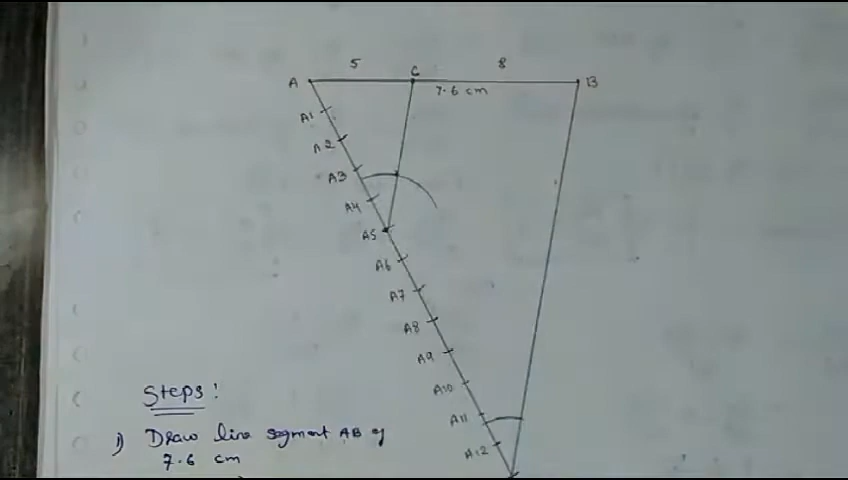 5 C 8
A B
7.6 cm
A1
A2
A3
A4
A5
A6
A7
A8
A9
A10
A11
A12
Steps:
1) Draw line segment AB of
7.6 cm